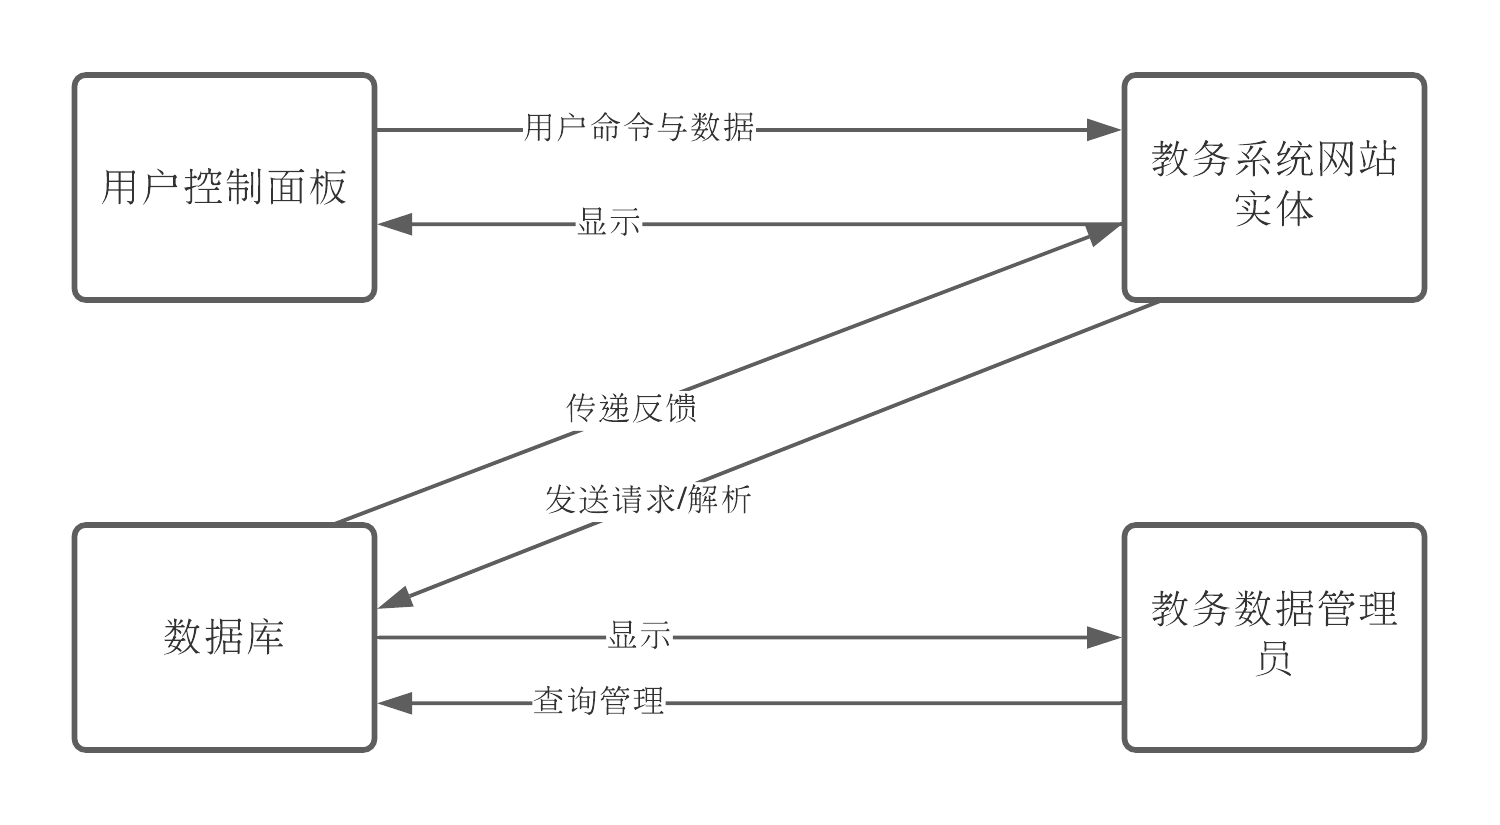 用户命令与数据
用户控制面板
教务系统网站
实体
显示
传递反馈
发送请求/解析
数据库
显示
教务数据管理
员
查询管理